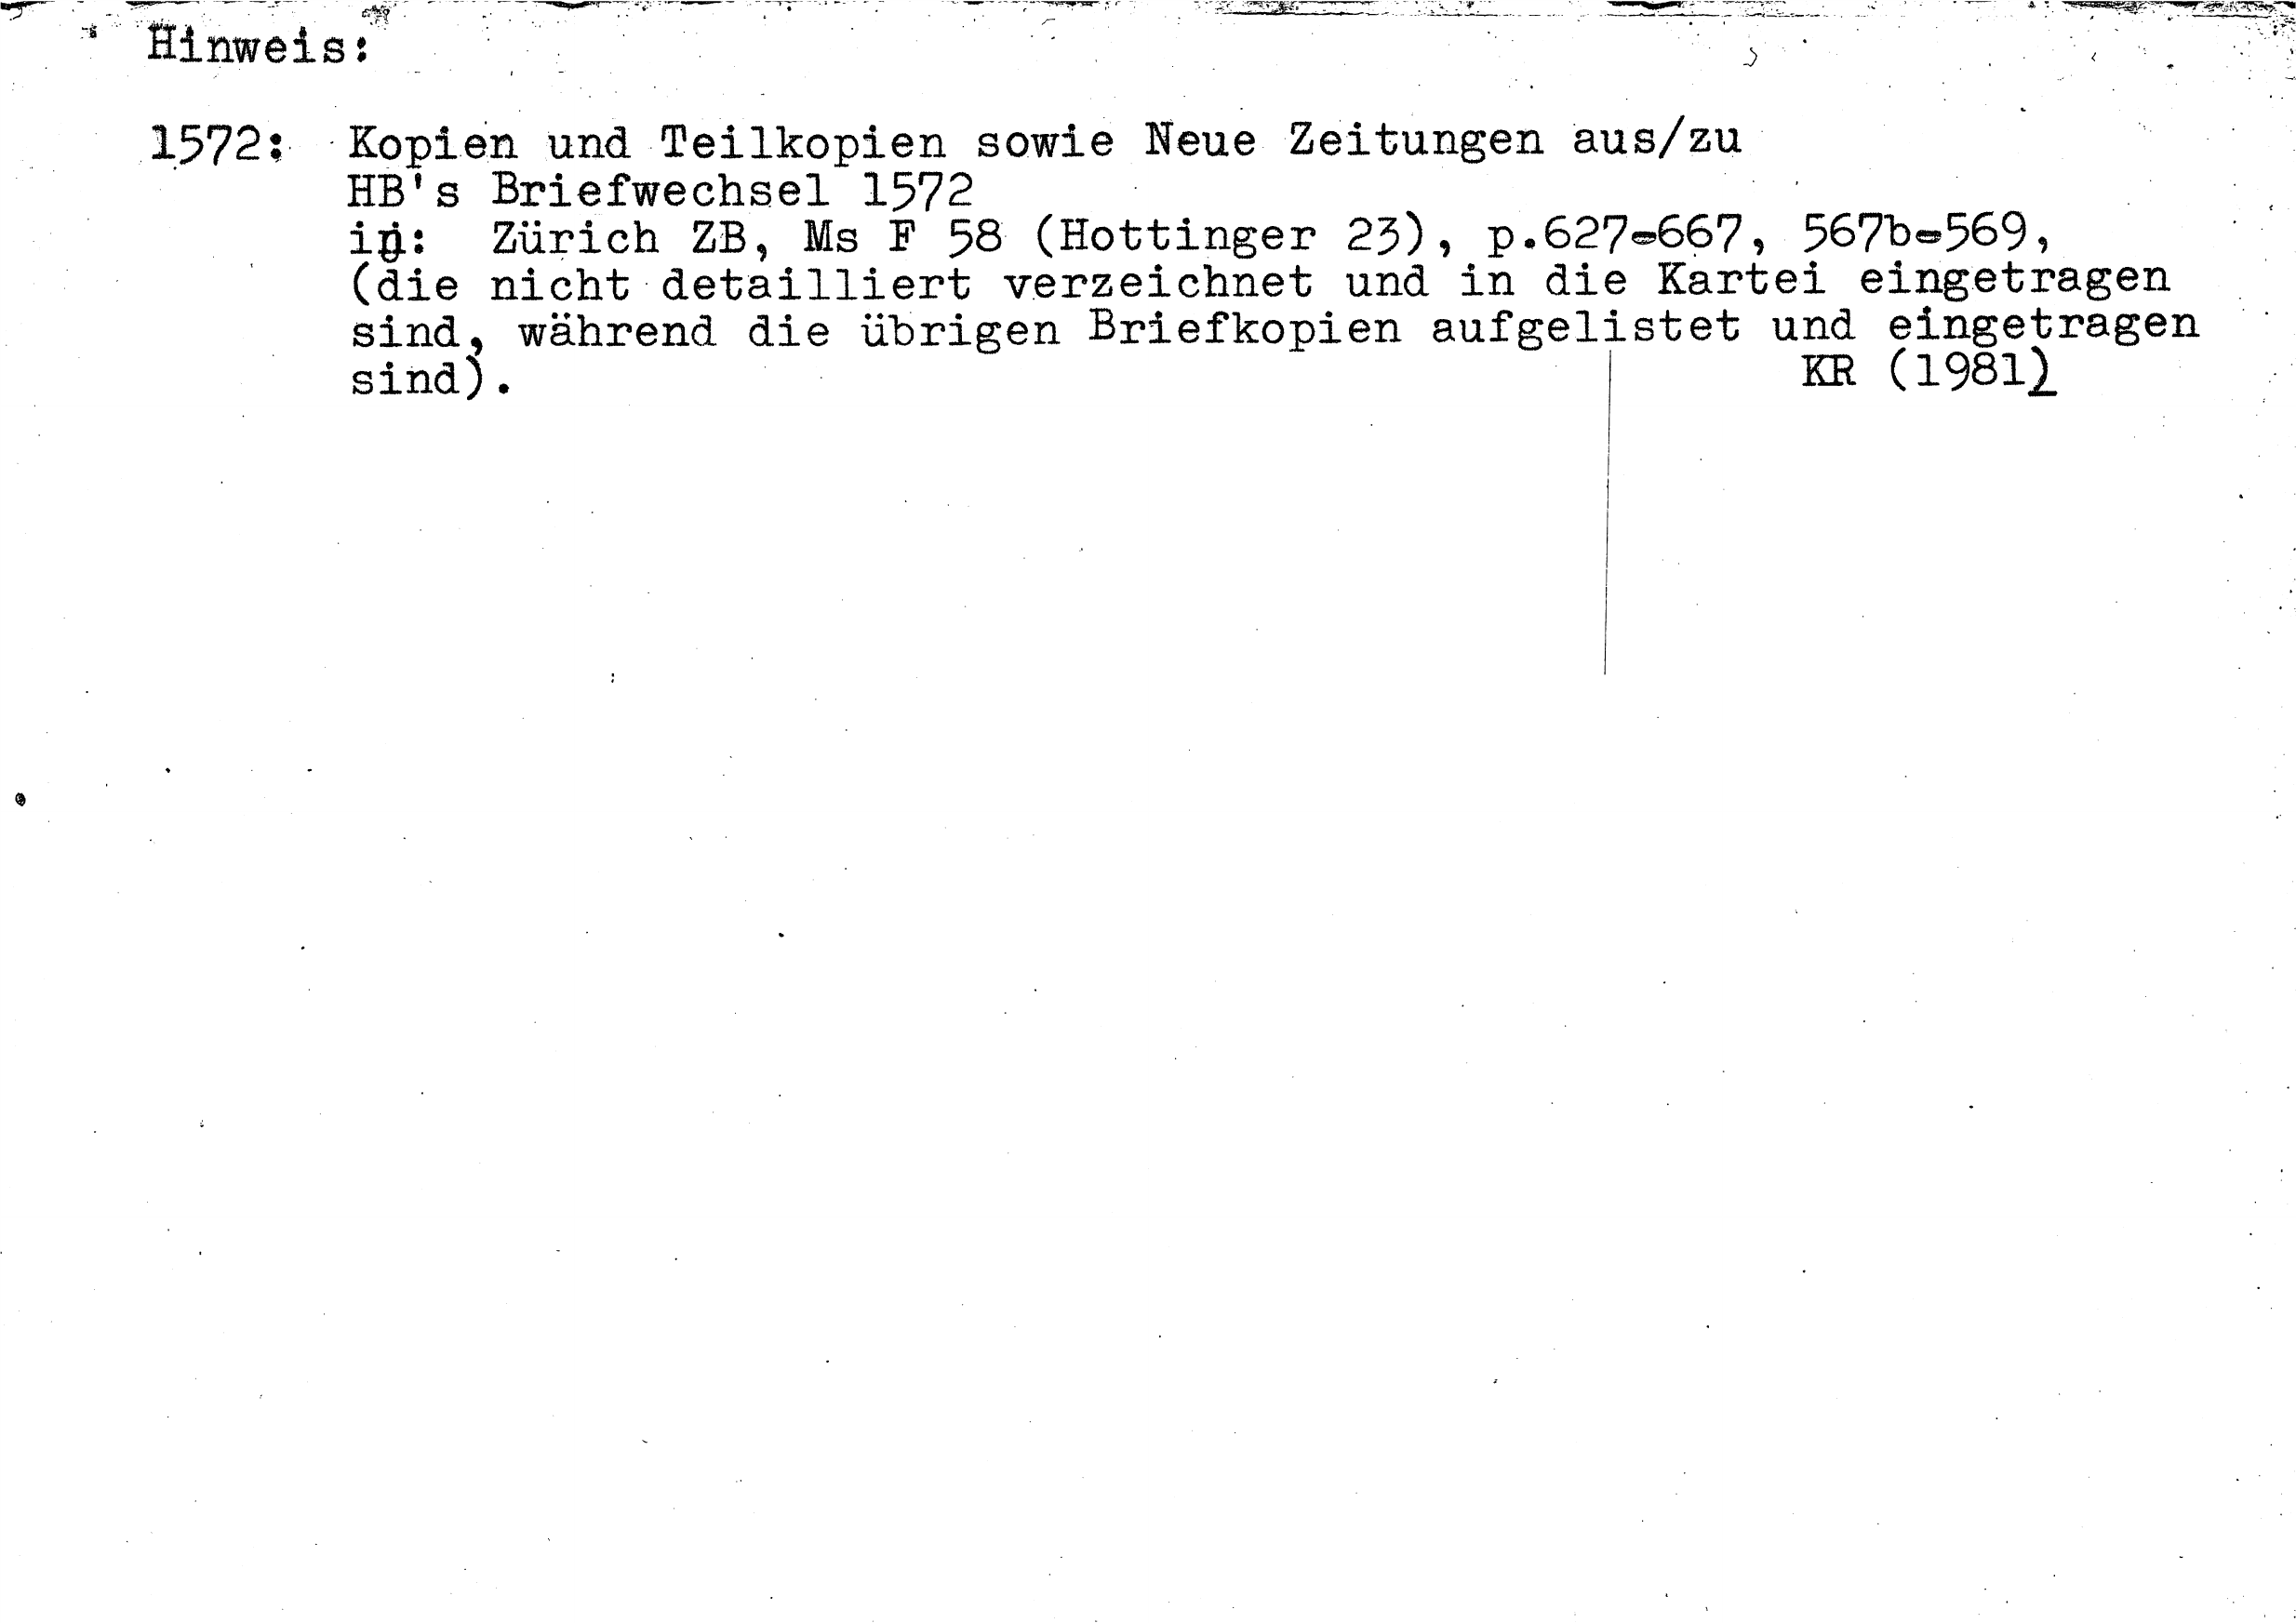 Hinweis:
1572: Kopien und Teilkopien sowie Neue Zeitungen aus/zu
HB's Briefwechsel 1572
in: Zürich ZB, Ms F 58 (Hottinger 23), p.627-667, 567b-569,
(die nicht detailliert verzeichnet und in die Kartei eingetragen
sind, während die übrigen Briefkopien aufgelistet und eingetragen
sind). KR (1981)